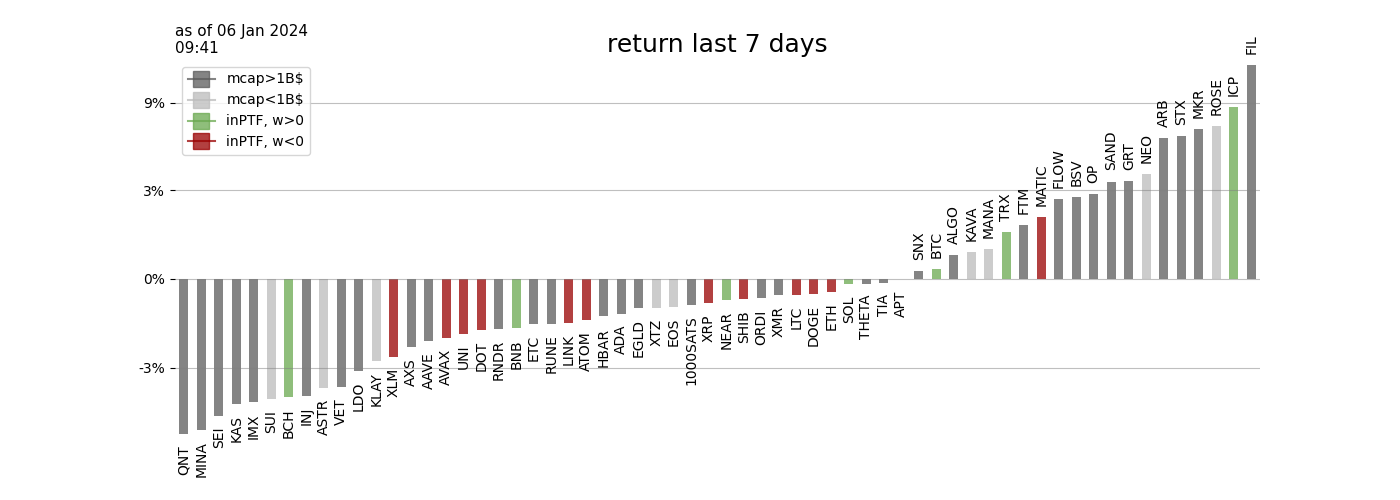 as of 06 Jan 2024
09:41
return last 7 days
mcap>1B$
mcap<1B$
inPTF, w>0
inPTF, w<0
9%
3%
0%
-3%
QNT
MINA
SEI
KAS
IMX
SUI
BCH
INJ
ASTR
VET
LDO
KLAY
XLM
AXS
AAVE
AVAX
UNI
DOT
RNDR
BNB
ETC
RUNE
LINK
ATOM
HBAR
ADA
EGLD
XTZ
EOS
1000SATS
XRP
NEAR
SHIB
ORDI
XMR
LTC
DOGE
ETH
SOL
THETA
TIA
APT
SNX
BTC
ALGO
KAVA
MANA
TRX
FTM
MATIC
FLOW
BSV
OP
SAND
GRT
NEO
ARB
STX
MKR
ROSE
ICP
FIL